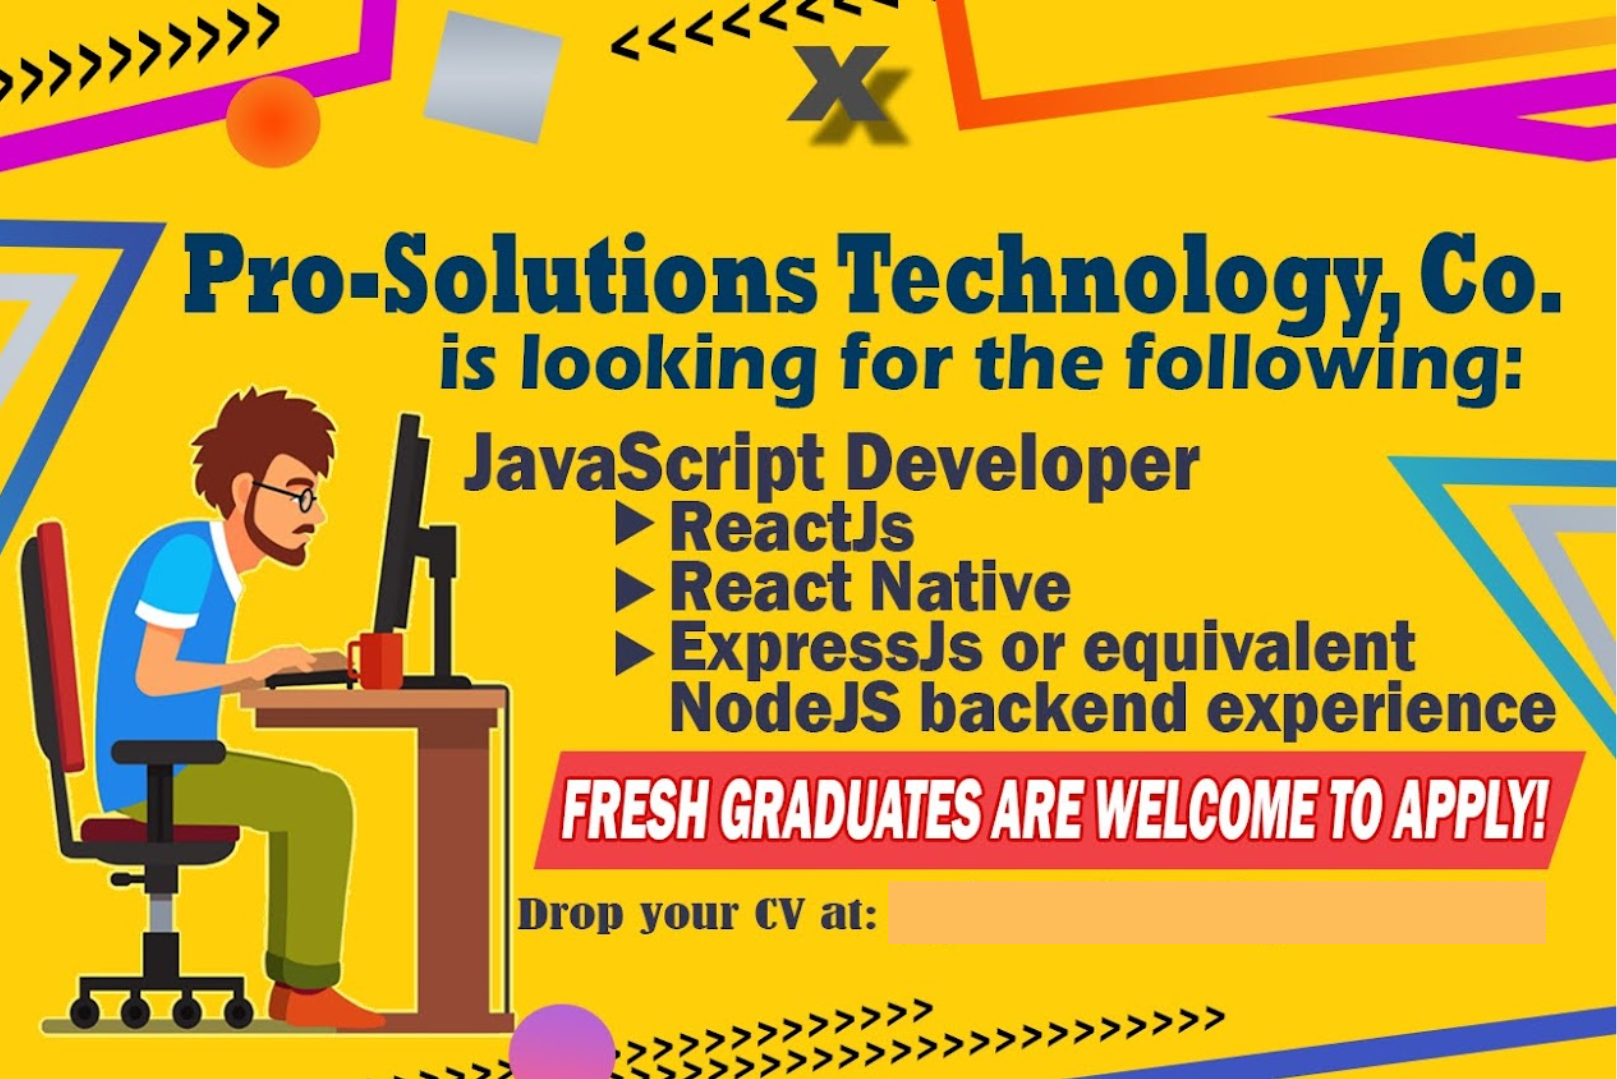 X
Pro-Solutions Technology, Co.
is looking for the following:
JavaScript Developer
ReactJs
React Native
ExpressJs or equivalent
NodeJS backend experience
FRESH GRADUATES ARE WELCOME TO APPLY!
Drop your CV at: